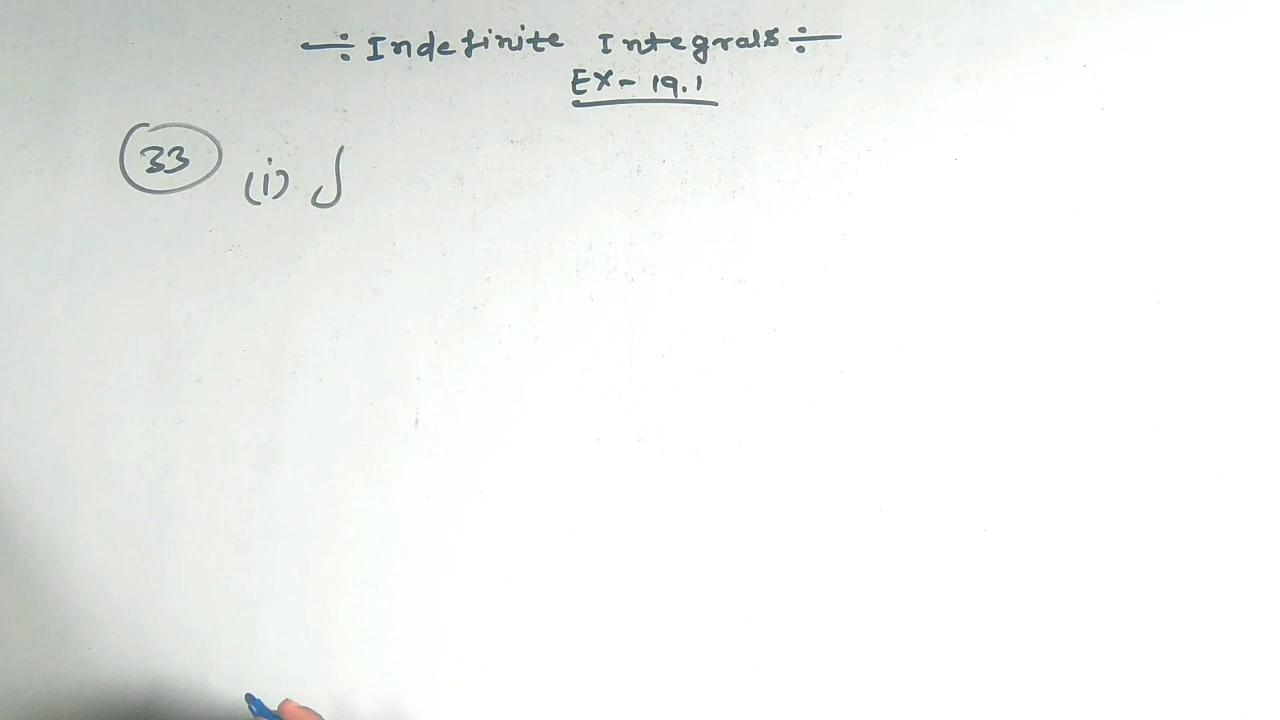 ÷ Indefinite Integrals ÷
EX- 19.1
33 (i) ∫